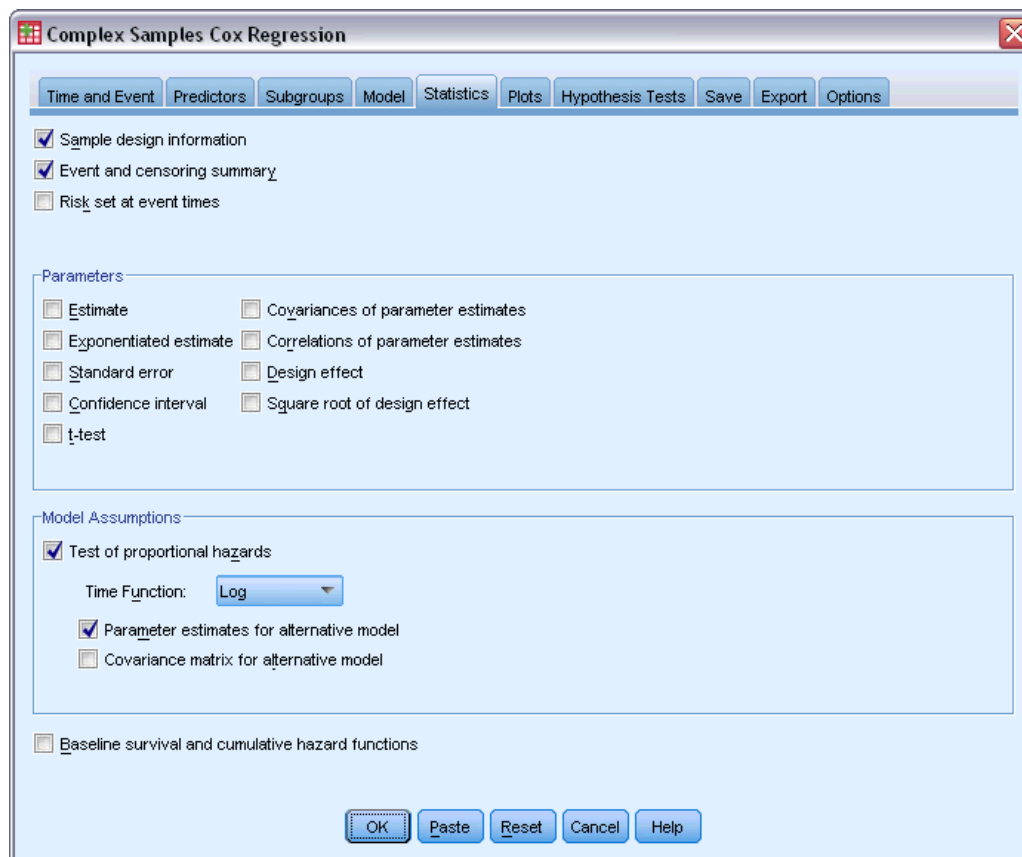 Complex Samples Cox Regression
Time and Event Predictors Subgroups Model Statistics Plots Hypothesis Tests Save Export Options
Sample design information
Event and censoring summary
Risk set at event times
Parameters
Estimate Covariances of parameter estimates
Exponentiated estimate Correlations of parameter estimates
Standard error Design effect
Confidence interval Square root of design effect
t-test
Model Assumptions
Test of proportional hazards
Time Function: Log
Parameter estimates for alternative model
Covariance matrix for alternative model
Baseline survival and cumulative hazard functions
OK Paste Reset Cancel Help